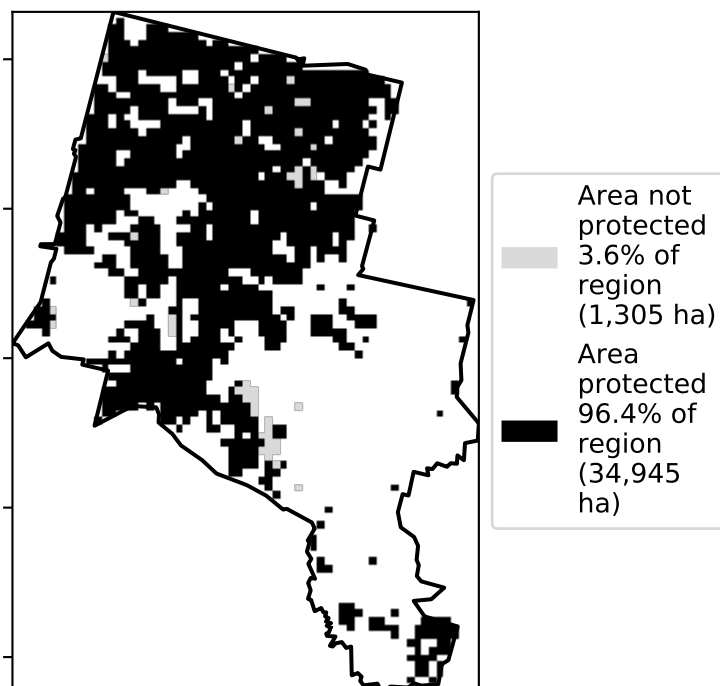 Area not
protected
3.6% of
region
(1,305 ha)
Area
protected
96.4% of
region
(34,945
ha)